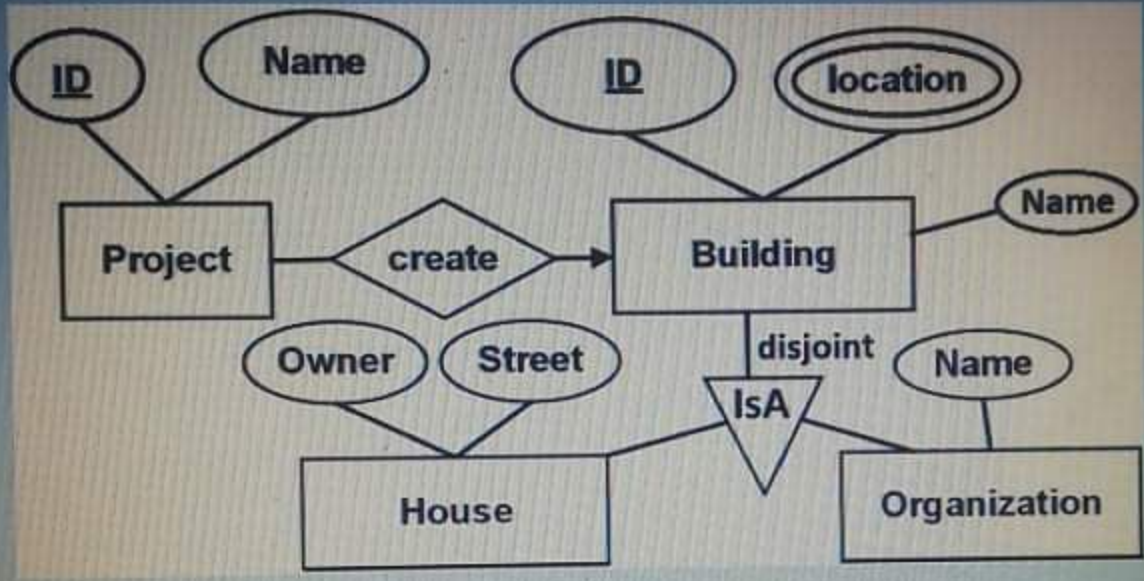 ID
Name
ID
location
Name
Project
create
Building
Owner
Street
disjoint
Name
IsA
House
Organization